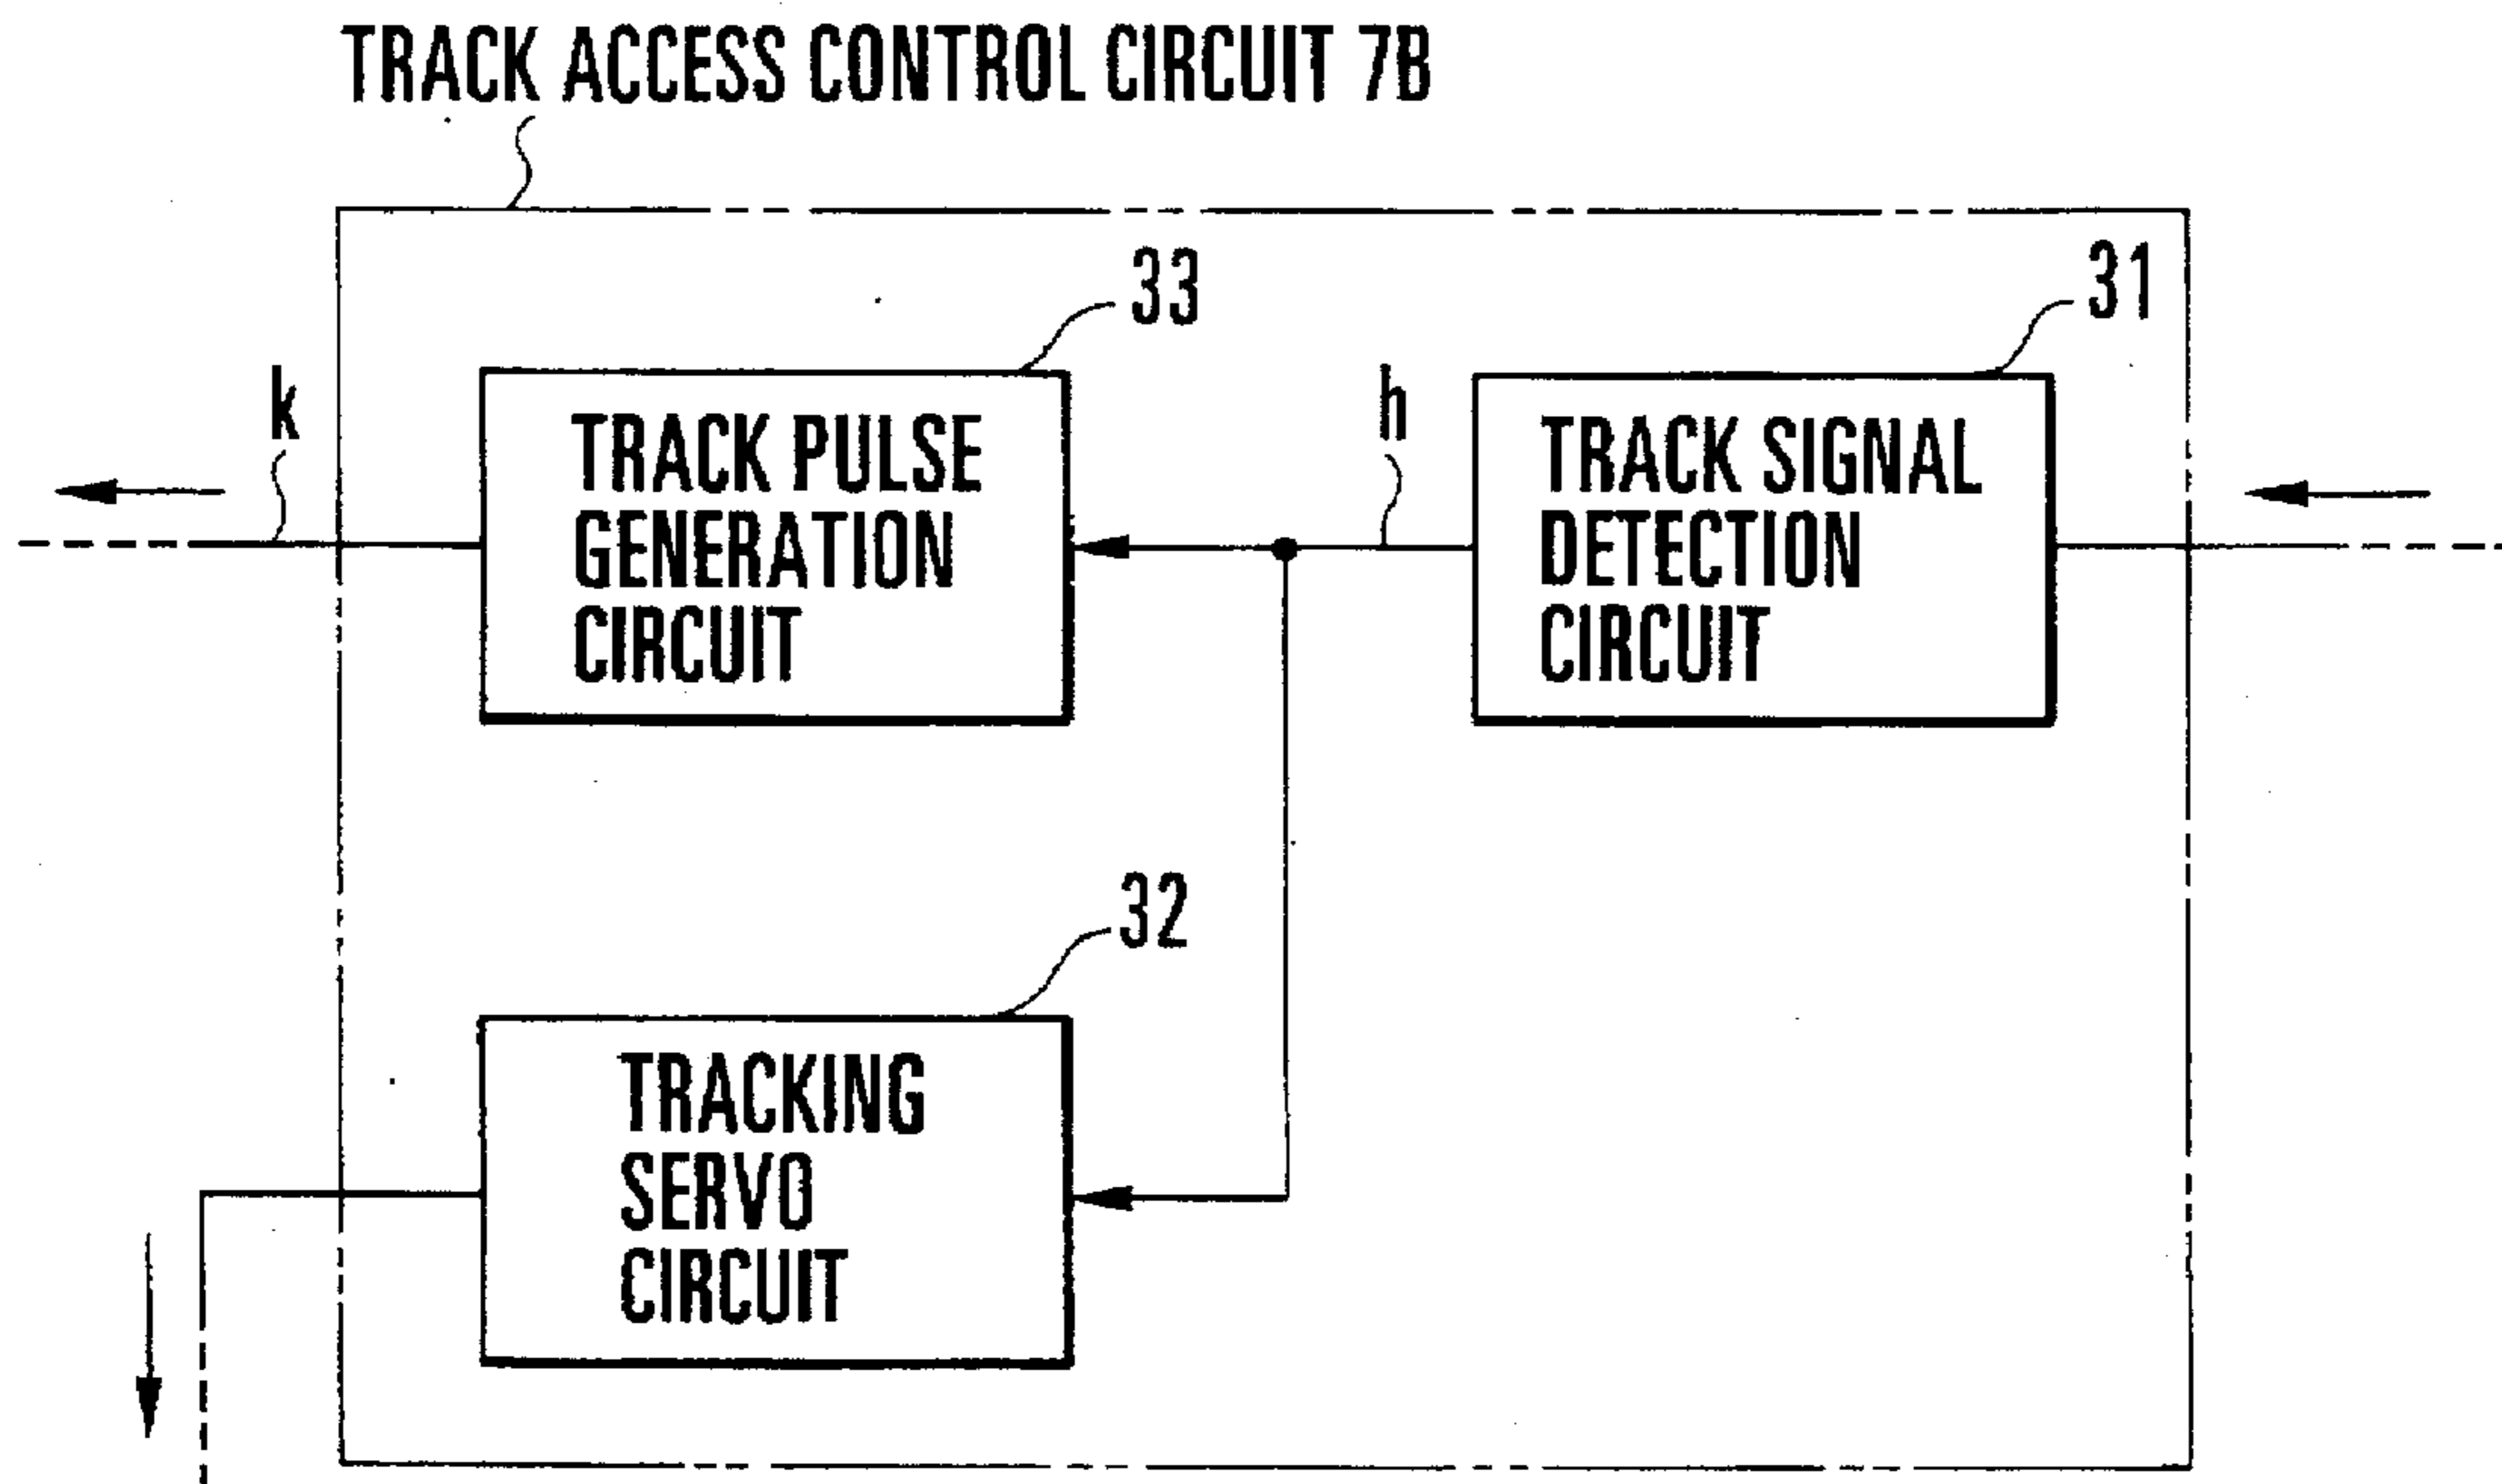 TRACK ACCESS CONTROL CIRCUIT 7B
33
31
k
h
TRACK PULSE
GENERATION
CIRCUIT
TRACK SIGNAL
DETECTION
CIRCUIT
32
TRACKING
SERVO
CIRCUIT